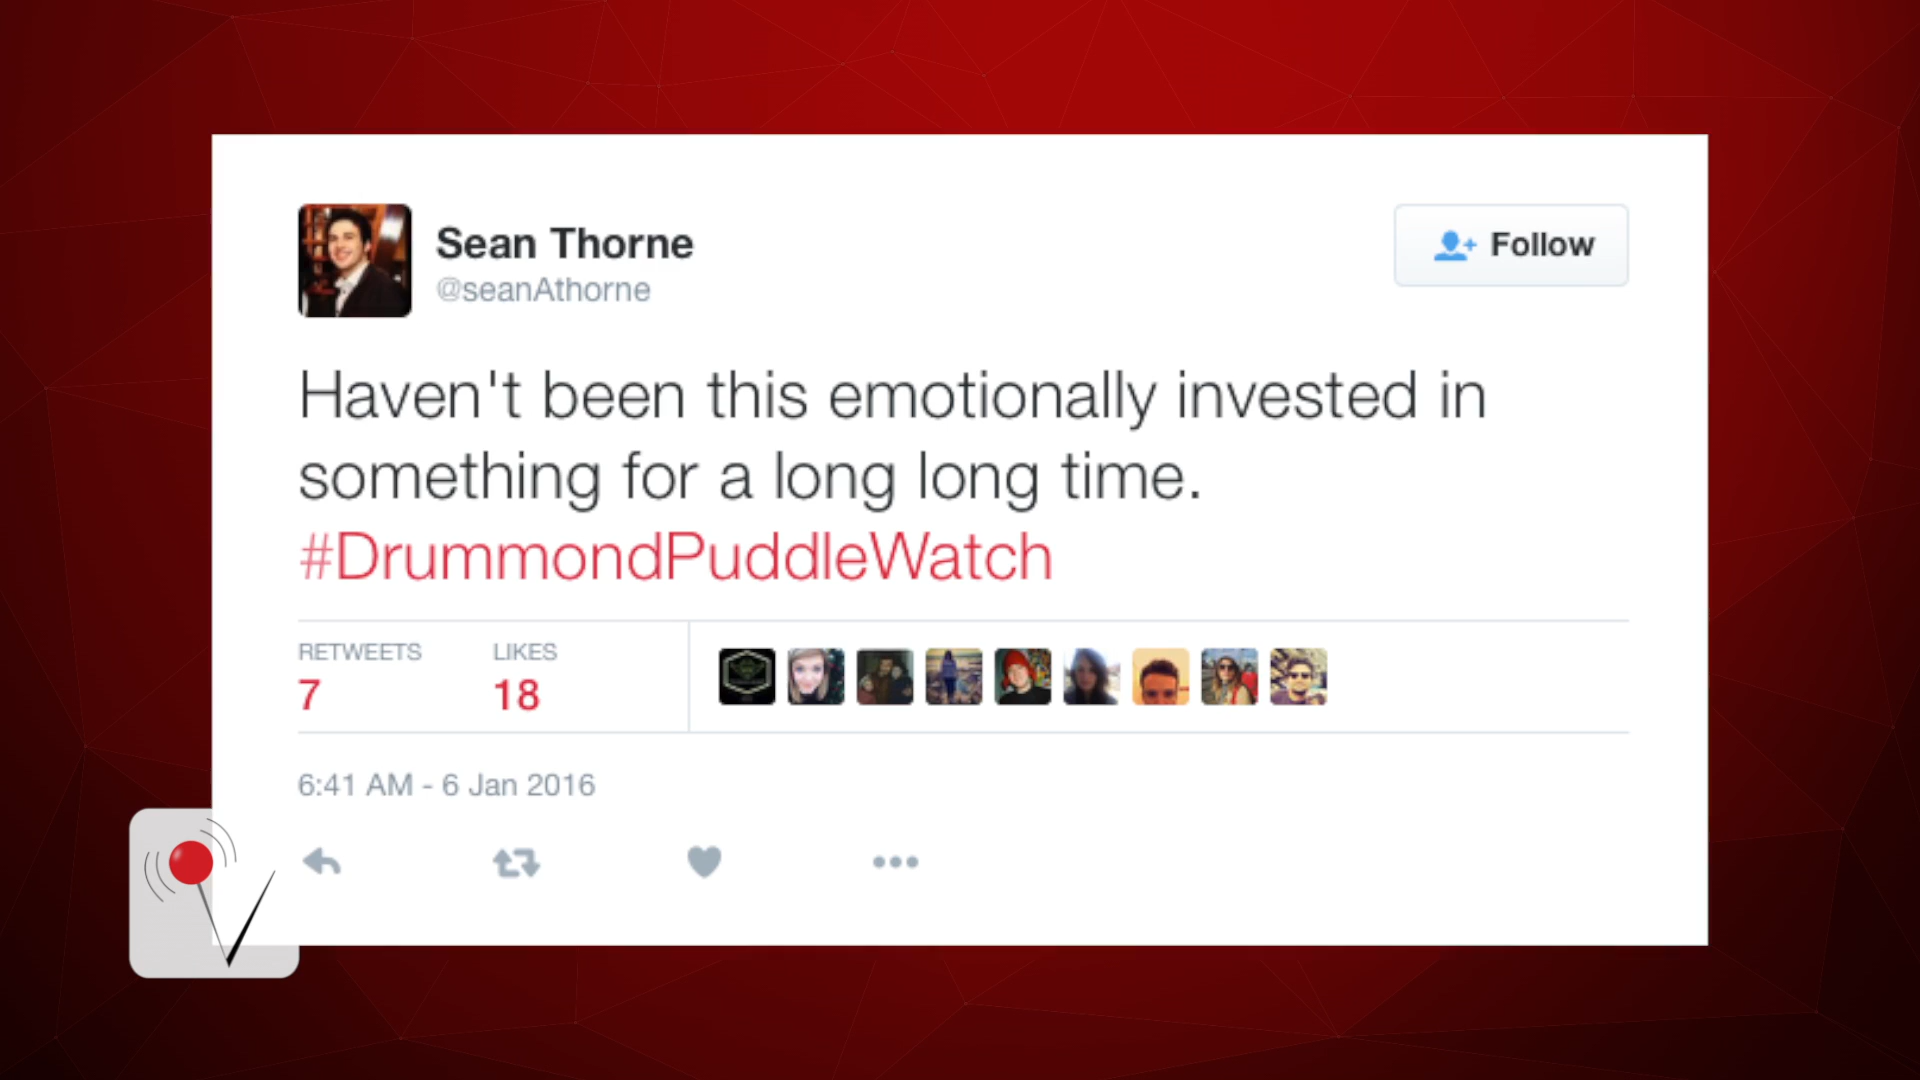 Sean Thorne
@seanAthorne
Follow
Haven't been this emotionally invested in
something for a long long time.
#DrummondPuddleWatch
RETWEETS LIKES
7 18
6:41 AM - 6 Jan 2016